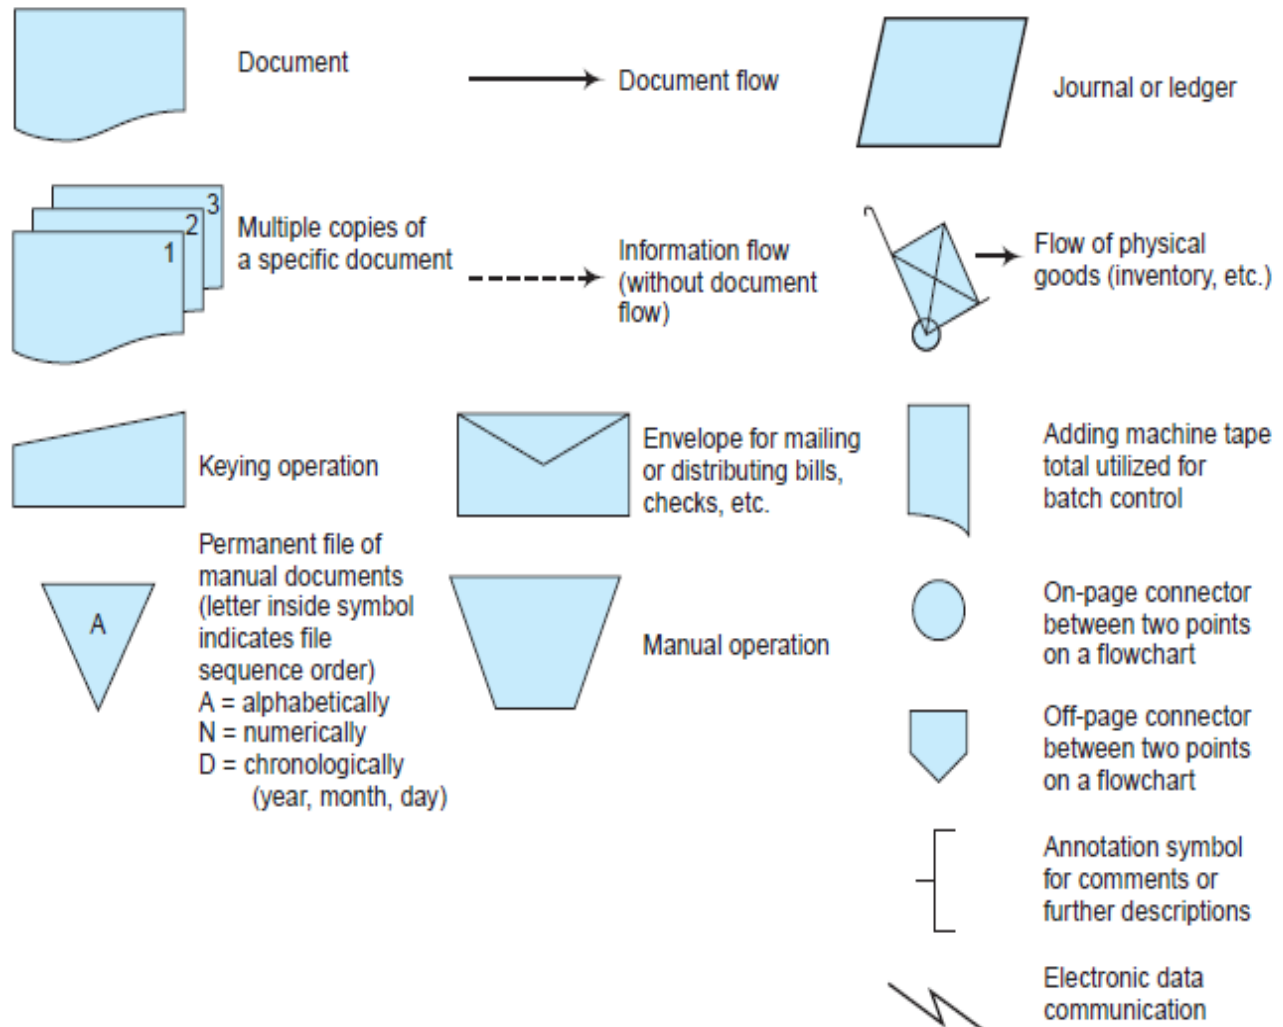 Document
Document flow
Journal or ledger
3
2
1
Multiple copies of
a specific document
Information flow
(without document
flow)
Flow of physical
goods (inventory, etc.)
Keying operation
Envelope for mailing
or distributing bills,
checks, etc.
Adding machine tape
total utilized for
batch control
A
Permanent file of
manual documents
(letter inside symbol
indicates file
sequence order)
A = alphabetically
N = numerically
D = chronologically
(year, month, day)
Manual operation
On-page connector
between two points
on a flowchart
Off-page connector
between two points
on a flowchart
Annotation symbol
for comments or
further descriptions
Electronic data
communication